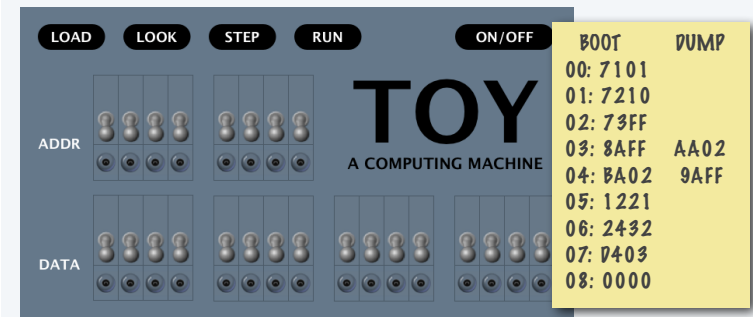 LOAD LOOK STEP RUN ON/OFF
TOY
A COMPUTING MACHINE
ADDR
DATA
BOOT DUMP
00: 7101
01: 7210
02: 73FF
03: 8AFF AA02
04: BA02 9AFF
05: 1221
06: 2432
07: D403
08: 0000